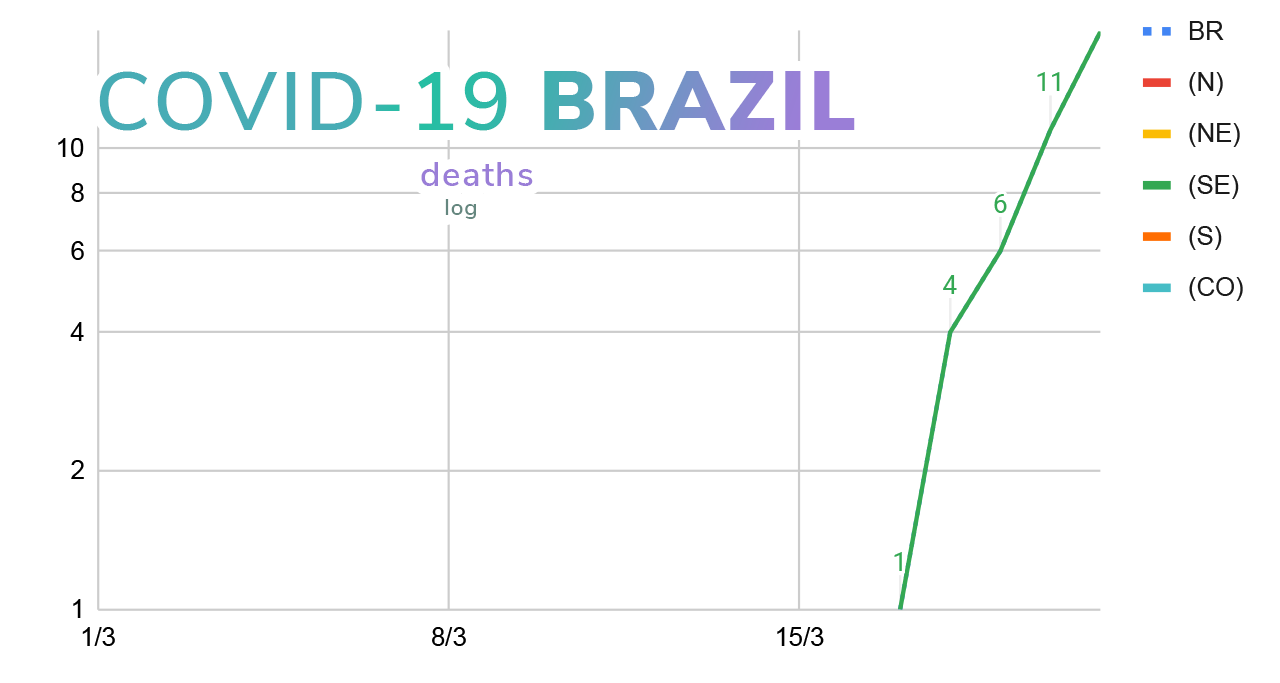 COVID-19 BRAZIL
deaths
log
10
8
6
4
2
1
1/3
8/3
15/3
1
4
6
11
BR
(N)
(NE)
(SE)
(S)
(CO)